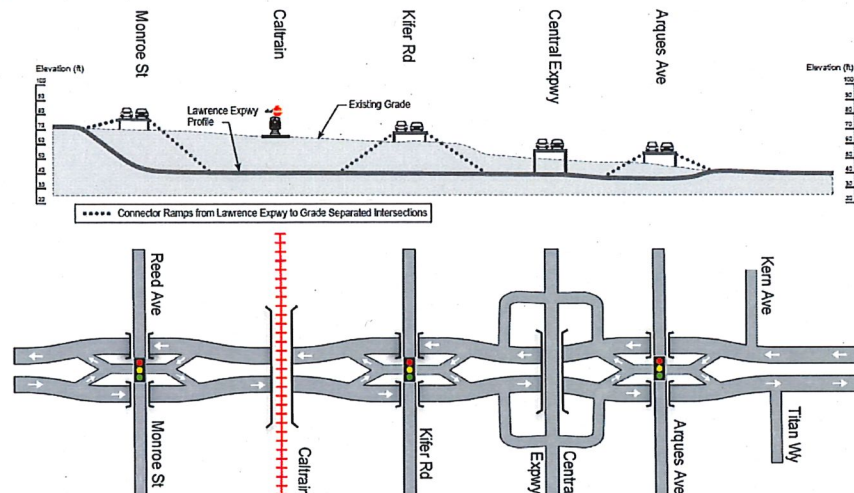 Monroe St
Caltrain
Kifer Rd
Central Expwy
Arques Ave
Elevation (ft)
Elevation (ft)
Lawrence Expwy
Profile
Existing Grade
Connector Ramps from Lawrence Expwy to Grade Separated Intersections
Reed Ave
Kern Ave
Monroe St
Caltrain
Kifer Rd
Central
Expwy
Arques Ave
Titan Wy